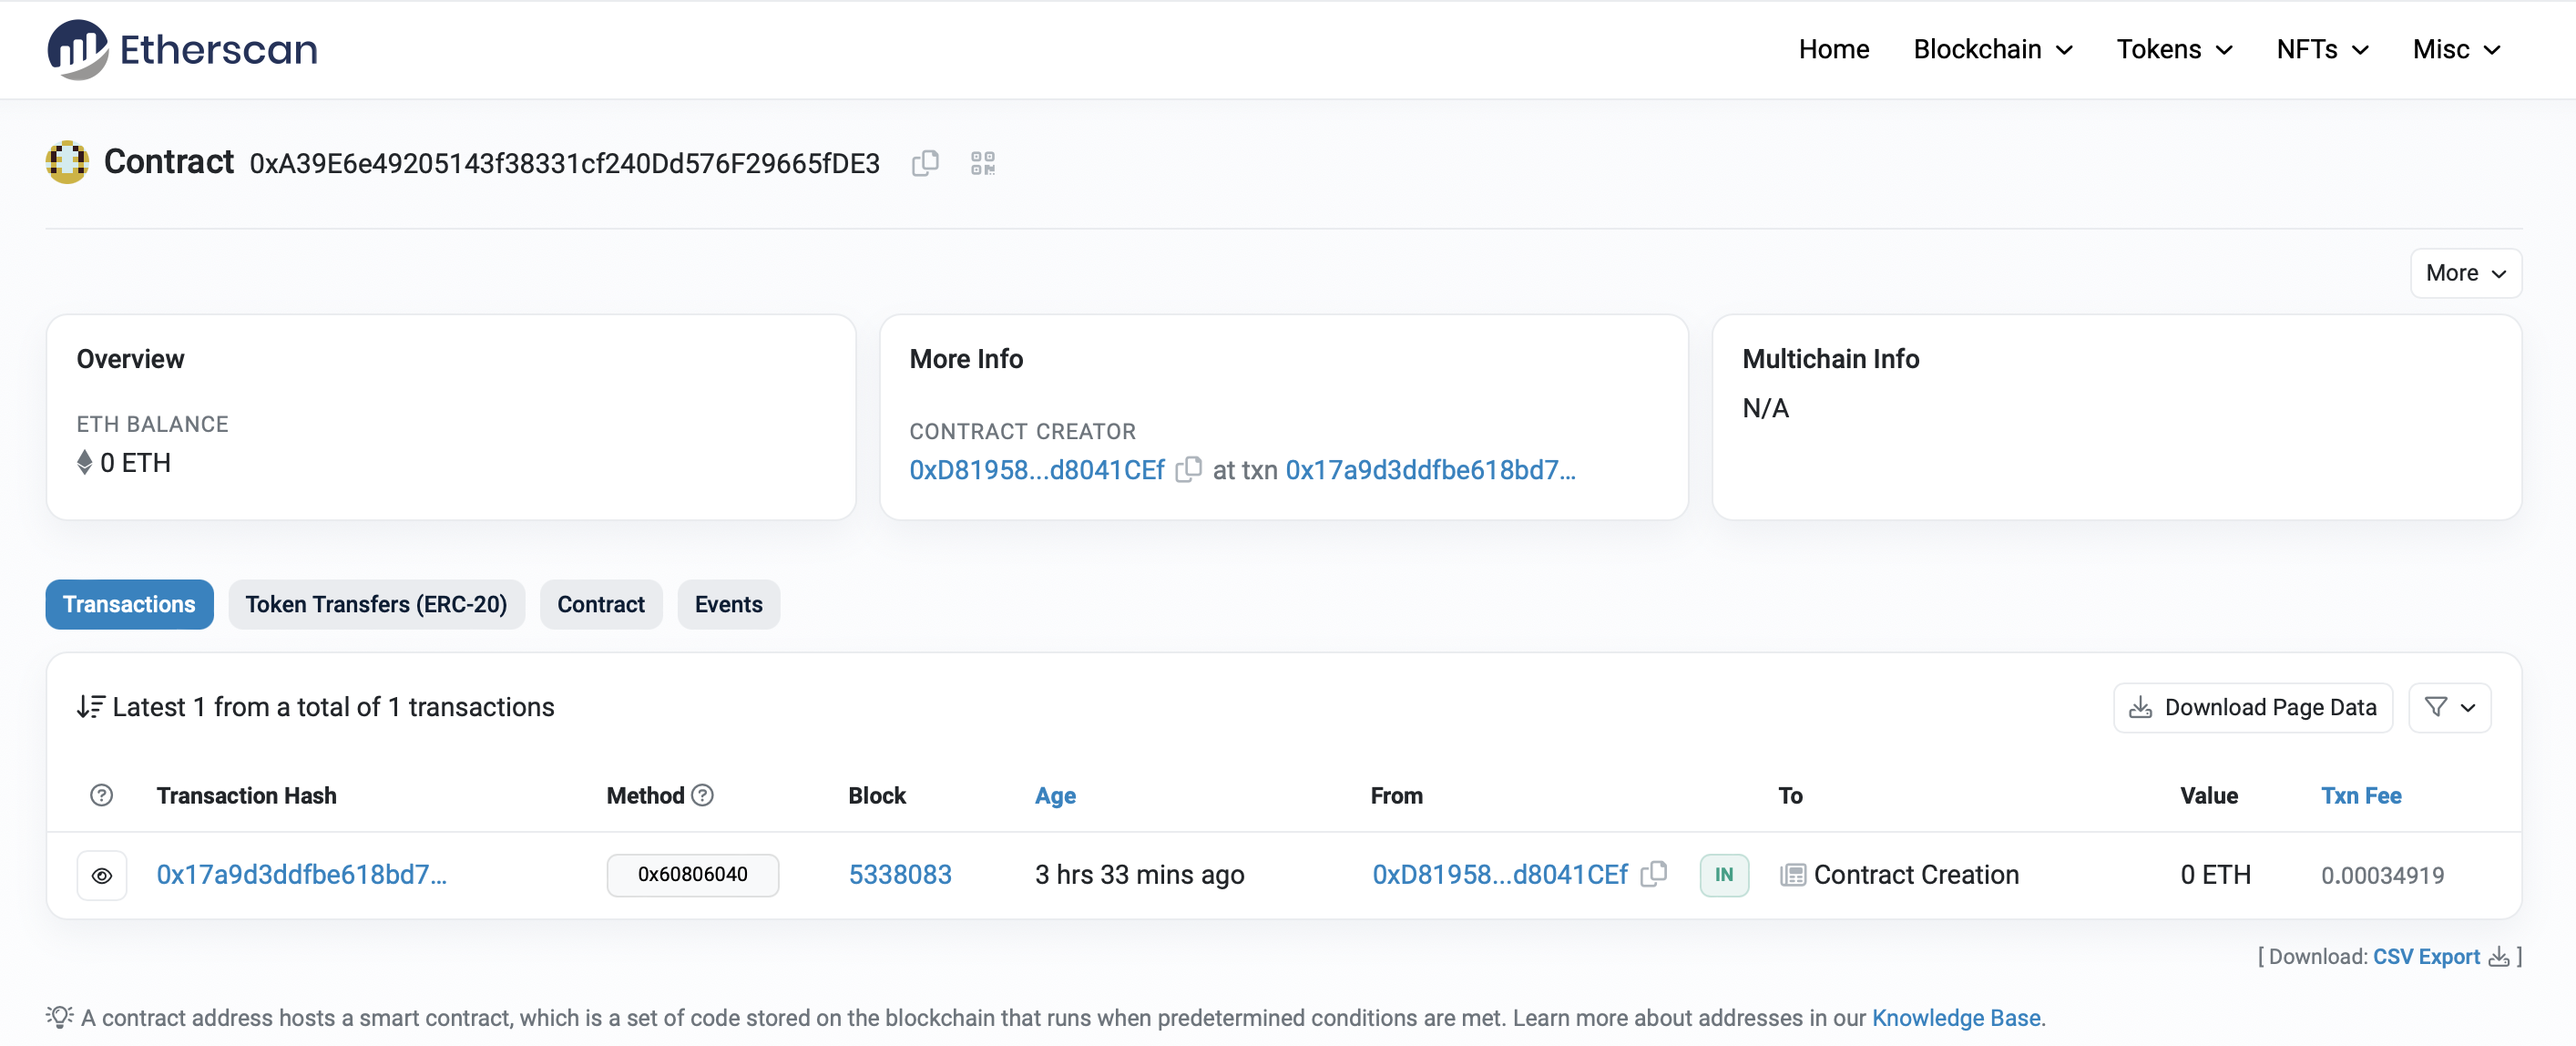 Etherscan
Home Blockchain Tokens NFTs Misc
Contract 0xA39E6e49205143f38331cf240Dd576F29665fDE3
More
Overview
ETH BALANCE
0 ETH
More Info
CONTRACT CREATOR
0xD81958...d8041CEf at txn 0x17a9d3ddfbe618bd7...
Multichain Info
N/A
Transactions Token Transfers (ERC-20) Contract Events
Latest 1 from a total of 1 transactions
Download Page Data
Transaction Hash Method Block Age From To Value Txn Fee
0x17a9d3ddfbe618bd7... 0x60806040 5338083 3 hrs 33 mins ago 0xD81958...d8041CEf IN Contract Creation 0 ETH 0.00034919
[ Download: CSV Export ]
A contract address hosts a smart contract, which is a set of code stored on the blockchain that runs when predetermined conditions are met. Learn more about addresses in our Knowledge Base.